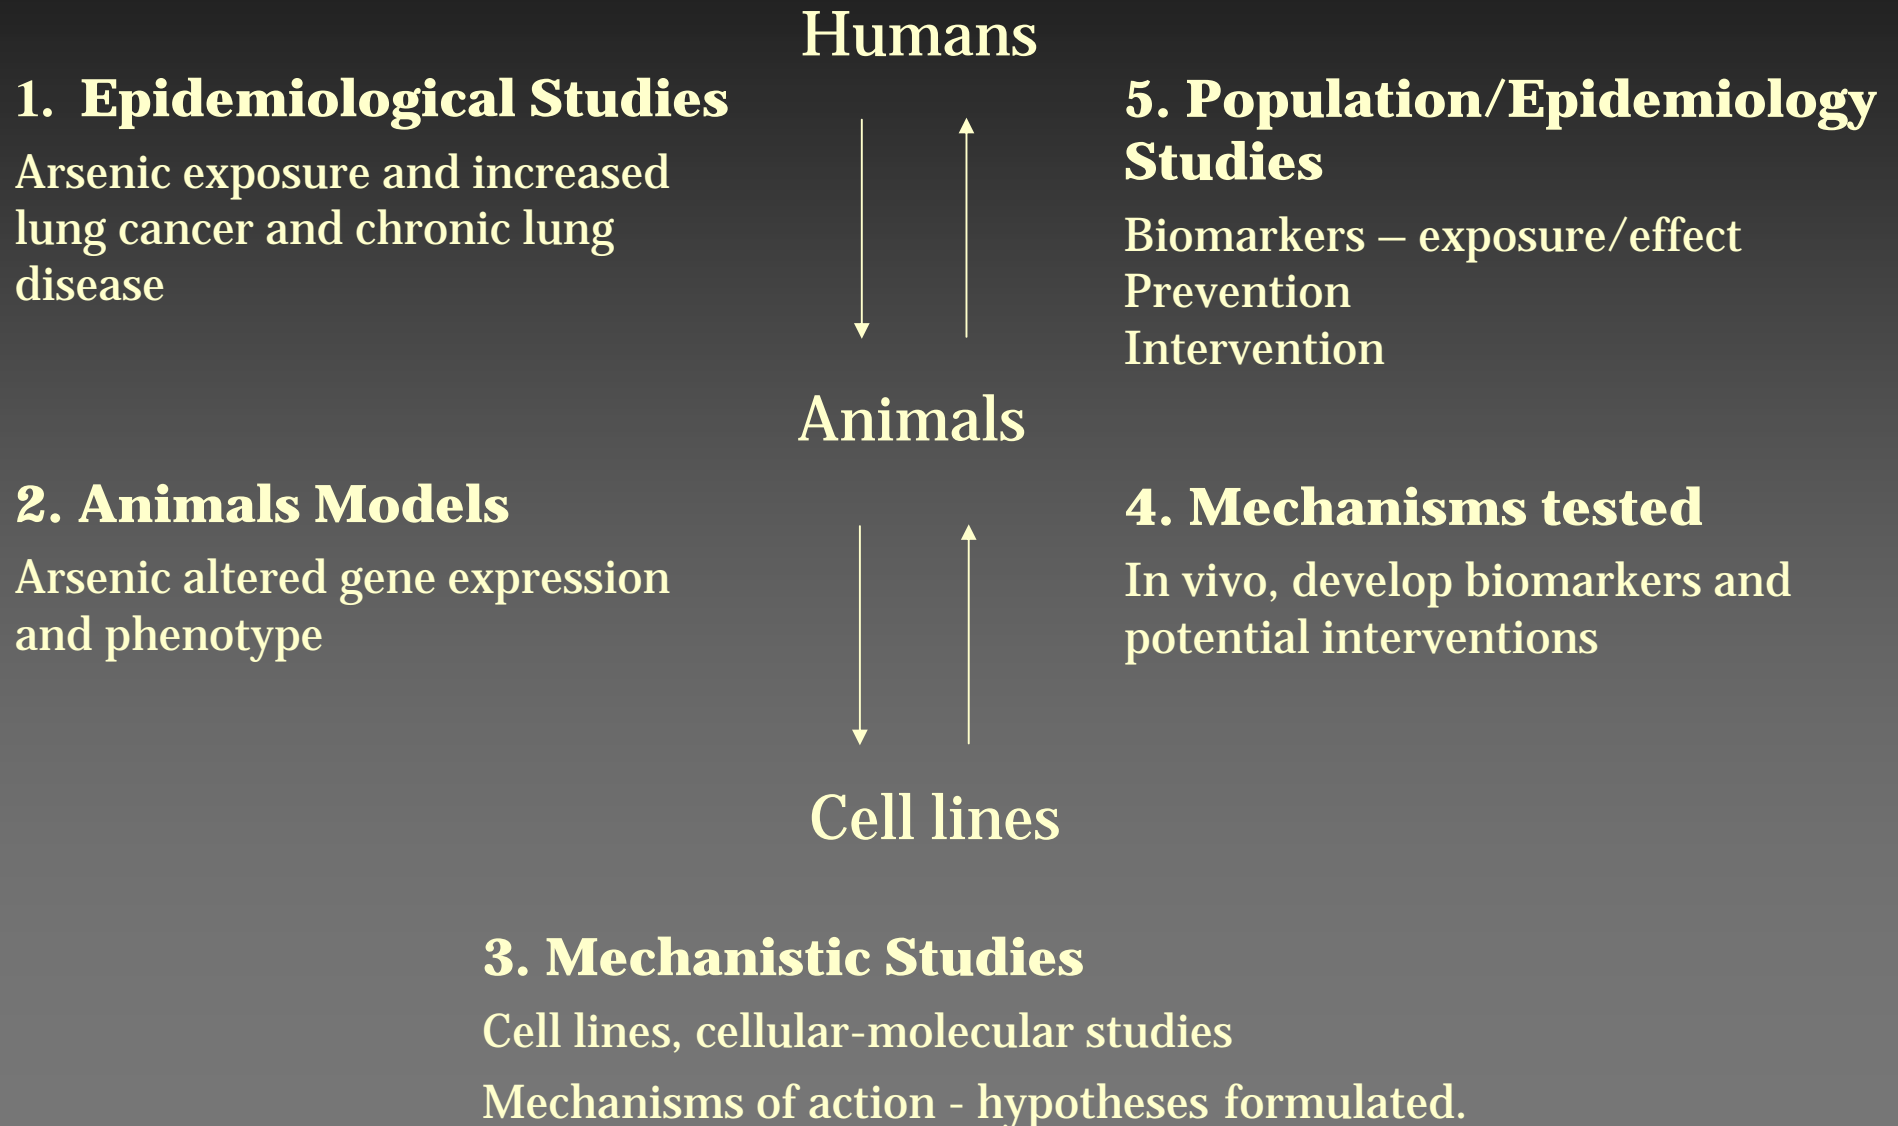 Humans
1. Epidemiological Studies
Arsenic exposure and increased
lung cancer and chronic lung
disease
5. Population/Epidemiology
Studies
Biomarkers – exposure/effect
Prevention
Intervention
Animals
2. Animals Models
Arsenic altered gene expression
and phenotype
4. Mechanisms tested
In vivo, develop biomarkers and
potential interventions
Cell lines
3. Mechanistic Studies
Cell lines, cellular-molecular studies
Mechanisms of action - hypotheses formulated.